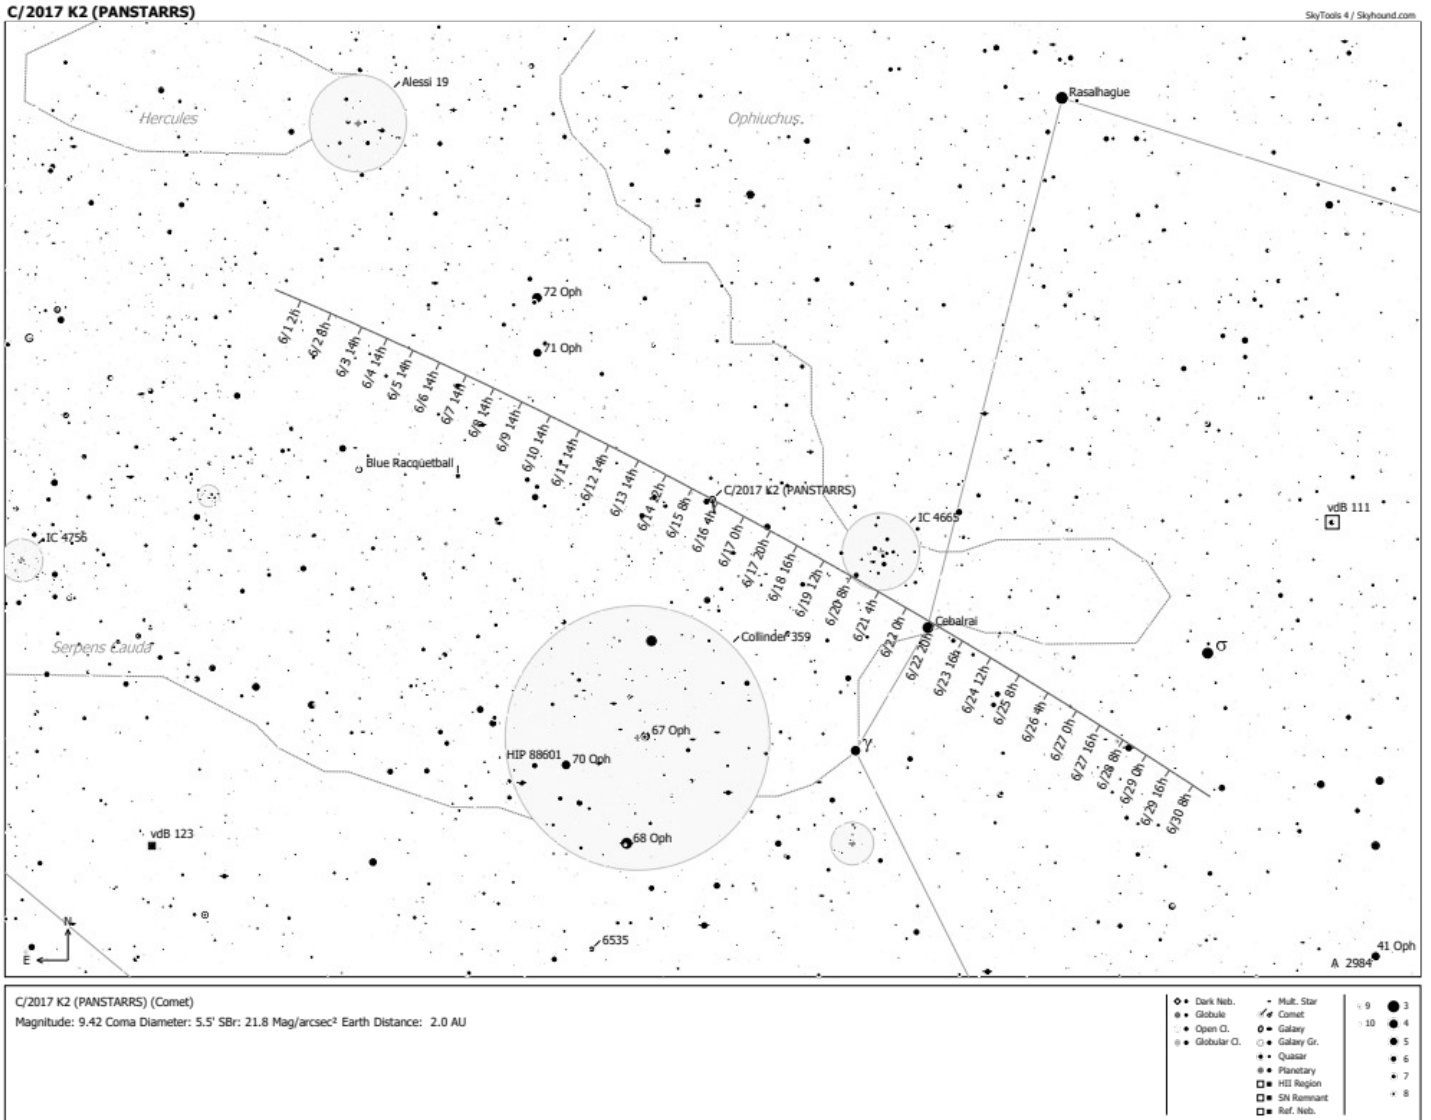 C/2017 K2 (PANSTARRS)
SkyTools 4 / Skyhound.com
Alessi 19
Rasalhague
Hercules
Ophiuchus
72 Oph
71 Oph
6/1 2h
6/2 8h
6/3 14h
6/4 14h
6/5 14h
6/6 14h
6/7 14h
6/8 14h
6/9 14h
6/10 14h
6/11 14h
6/12 14h
6/13 14h
6/14 12h
6/15 8h
6/16 4h
6/17 0h
6/17 20h
6/18 16h
6/19 12h
6/20 8h
6/21 4h
6/22 0h
6/22 20h
6/23 16h
6/24 12h
6/25 8h
6/26 4h
6/27 0h
6/27 16h
6/28 8h
6/29 0h
6/29 16h
6/30 8h
Blue Racquetball
C/2017 K2 (PANSTARRS)
IC 4665
vdB 111
IC 4756
Cebalrai
Collinder 359
Serpens Cauda
σ
67 Oph
γ
HIP 88601
70 Oph
vdB 123
68 Oph
N
E
6535
41 Oph
A 2984
C/2017 K2 (PANSTARRS) (Comet)
Magnitude: 9.42 Coma Diameter: 5.5' SBr: 21.8 Mag/arcsec² Earth Distance: 2.0 AU
Dark Neb.
Globule
Open Cl.
Globular Cl.
Mult. Star
Comet
Galaxy
Galaxy Gr.
Quasar
Planetary
HII Region
SN Remnant
Ref. Neb.
9
10
3
4
5
6
7
8